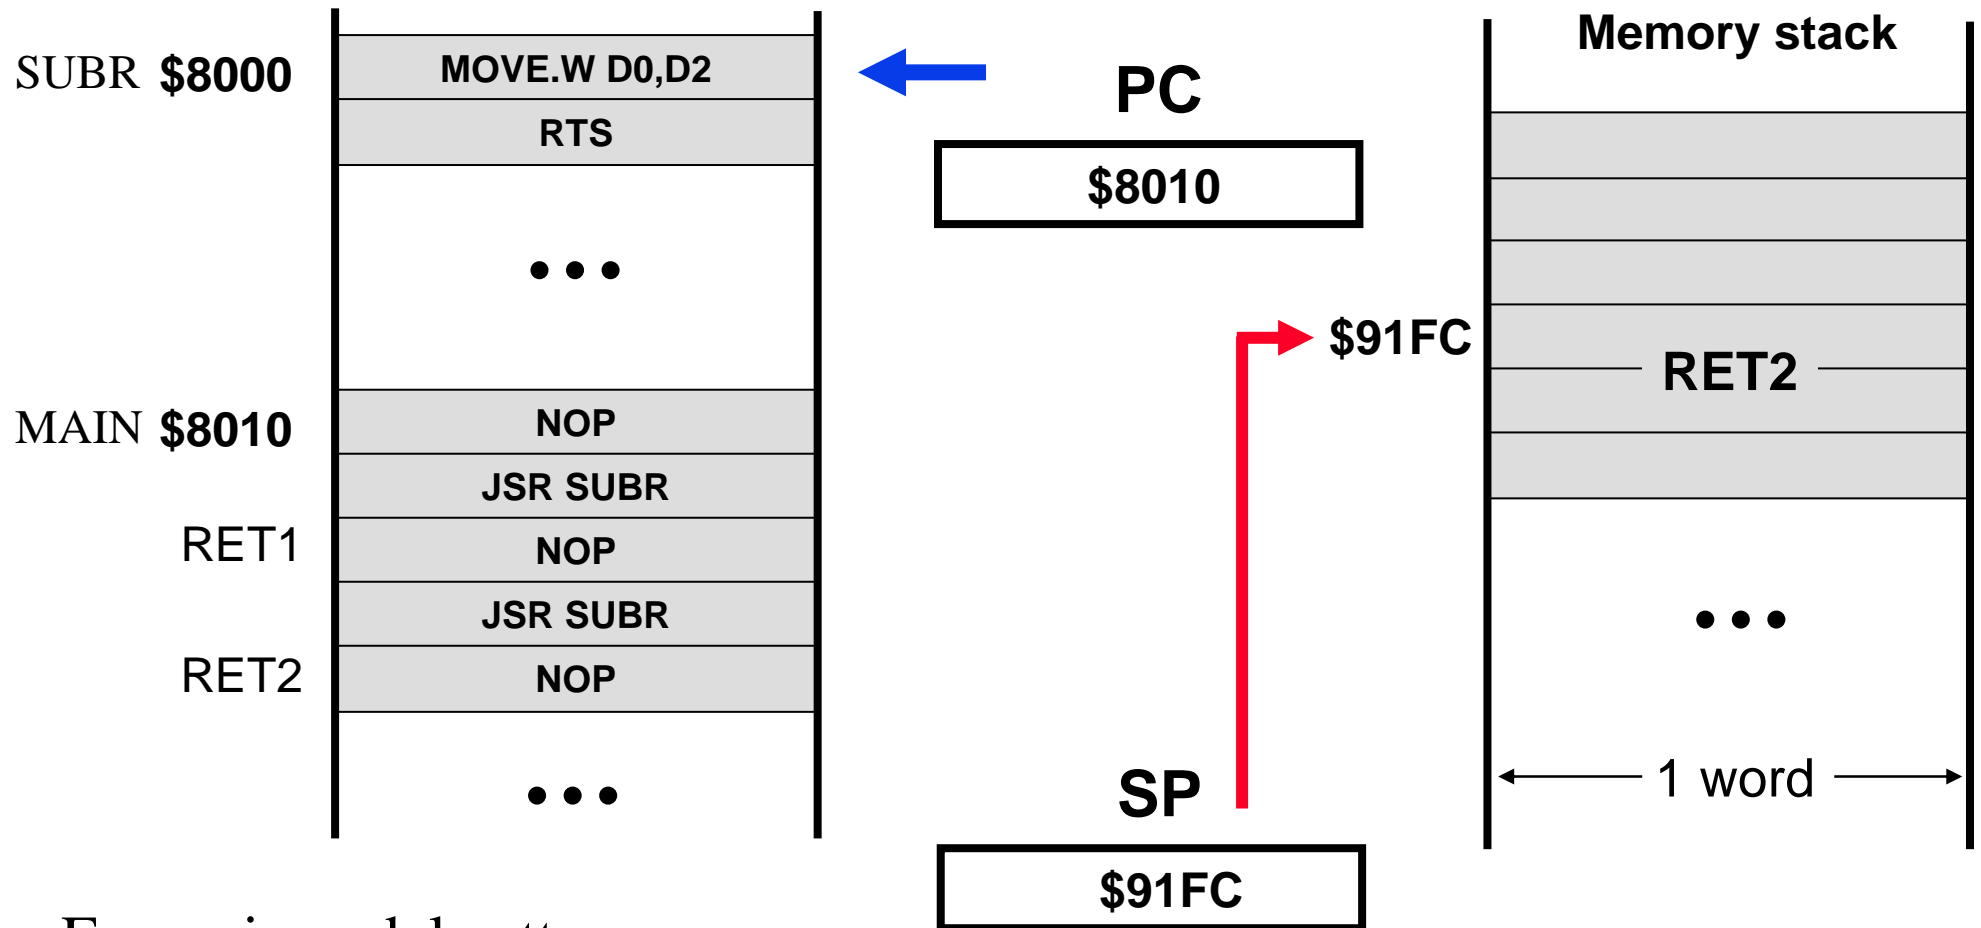 Memory stack
SUBR $8000
MOVE.W D0,D2
PC
RTS
$8010
$91FC
RET2
MAIN $8010
NOP
JSR SUBR
RET1
NOP
JSR SUBR
RET2
NOP
1 word
SP
$91FC